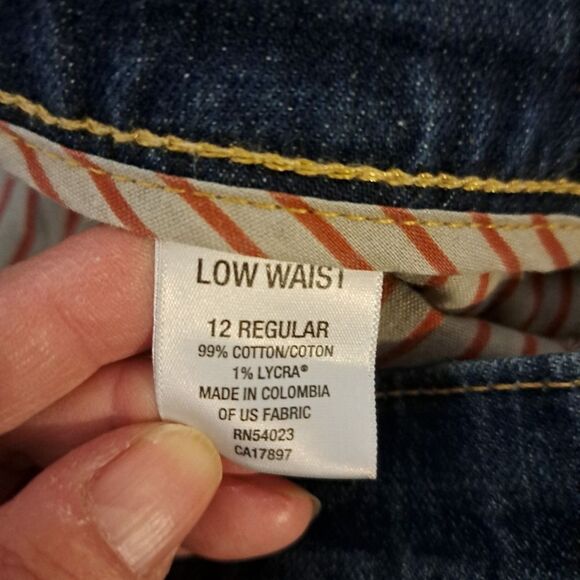 LOW WAIST
12 REGULAR
99% COTTON/COTON
1% LYCRA®
MADE IN COLOMBIA
OF US FABRIC
RN54023
CA17897